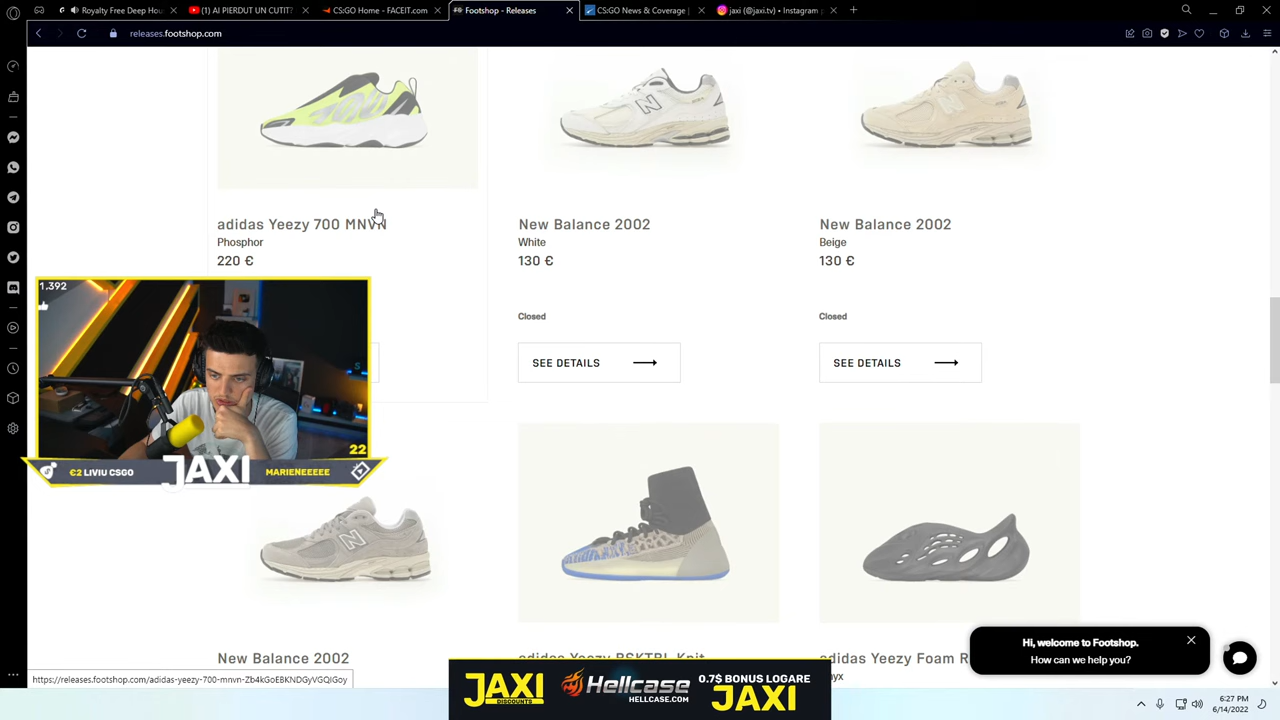 Royalty Free Deep Hou
(1) AI PIERDUT UN CUTIT?
CS:GO Home - FACEIT.com
Footshop - Releases
CS:GO News & Coverage |
jaxi (@jaxi.tv) • Instagram
releases.footshop.com
adidas Yeezy 700 MNVN
Phosphor
220 €
New Balance 2002
White
130 €
Closed
SEE DETAILS
New Balance 2002
Beige
130 €
Closed
SEE DETAILS
1.392
22
€2 LIVIU CSGO
JAXI
MARIENEEEEE
New Balance 2002
adidas Yeezy BSKTBL Knit
adidas Yeezy Foam R
Hi, welcome to Footshop.
How can we help you?
https://releases.footshop.com/adidas-yeezy-700-mnvn-Zb4kGoEBKNDGyVGQIGoy
JAXI
DISCOUNTS
Hellcase
HELLCASE.COM
0.7$ BONUS LOGARE
JAXI
6:27 PM
6/14/2022